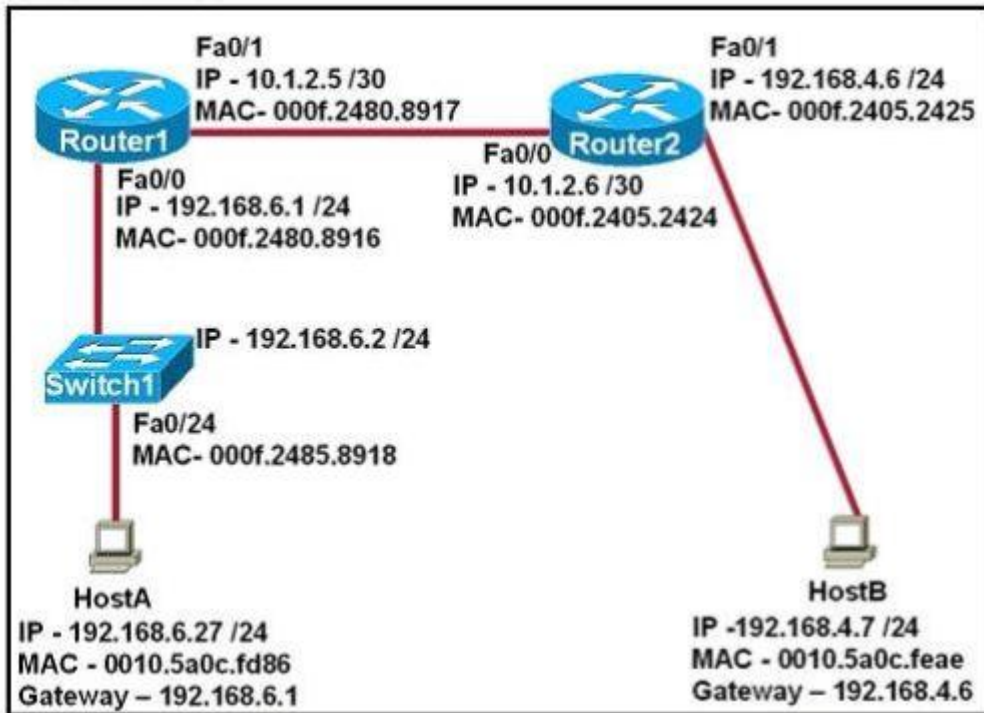 Fa0/1
IP - 10.1.2.5 /30
MAC- 000f.2480.8917
Router1
Fa0/1
IP - 192.168.4.6 /24
MAC- 000f.2405.2425
Router2
Fa0/0
IP - 10.1.2.6 /30
MAC- 000f.2405.2424
Fa0/0
IP - 192.168.6.1 /24
MAC- 000f.2480.8916
IP - 192.168.6.2 /24
Switch1
Fa0/24
MAC- 000f.2485.8918
HostA
IP - 192.168.6.27 /24
MAC - 0010.5a0c.fd86
Gateway – 192.168.6.1
HostB
IP -192.168.4.7 /24
MAC - 0010.5a0c.feae
Gateway – 192.168.4.6